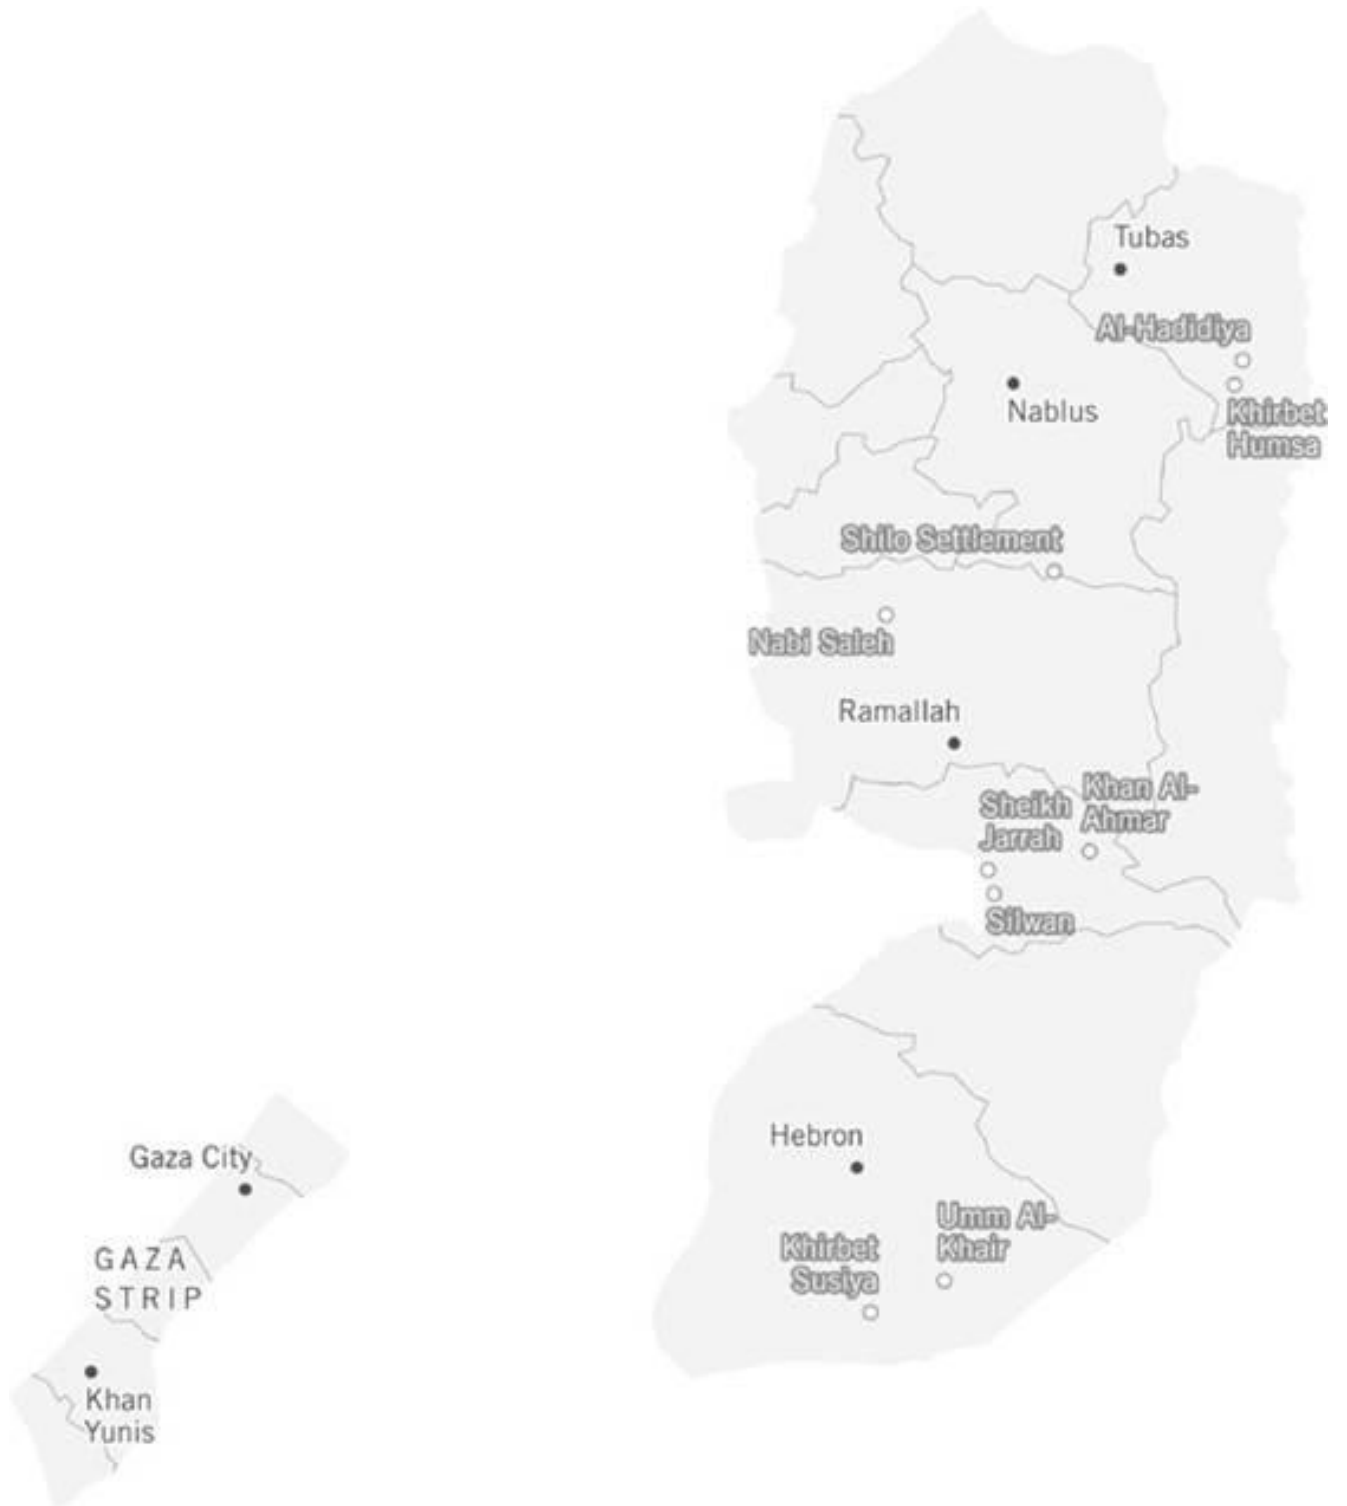 Tubas
Al-Hadidiya
Nablus
Khirbet
Humsa
Shilo Settlement
Nabi Saleh
Ramallah
Khan Al-
Ahmar
Sheikh
Jarrah
Silwan
Hebron
Gaza City
Umm Al-
Khair
Khirbet
Susiya
GAZA
STRIP
Khan
Yunis